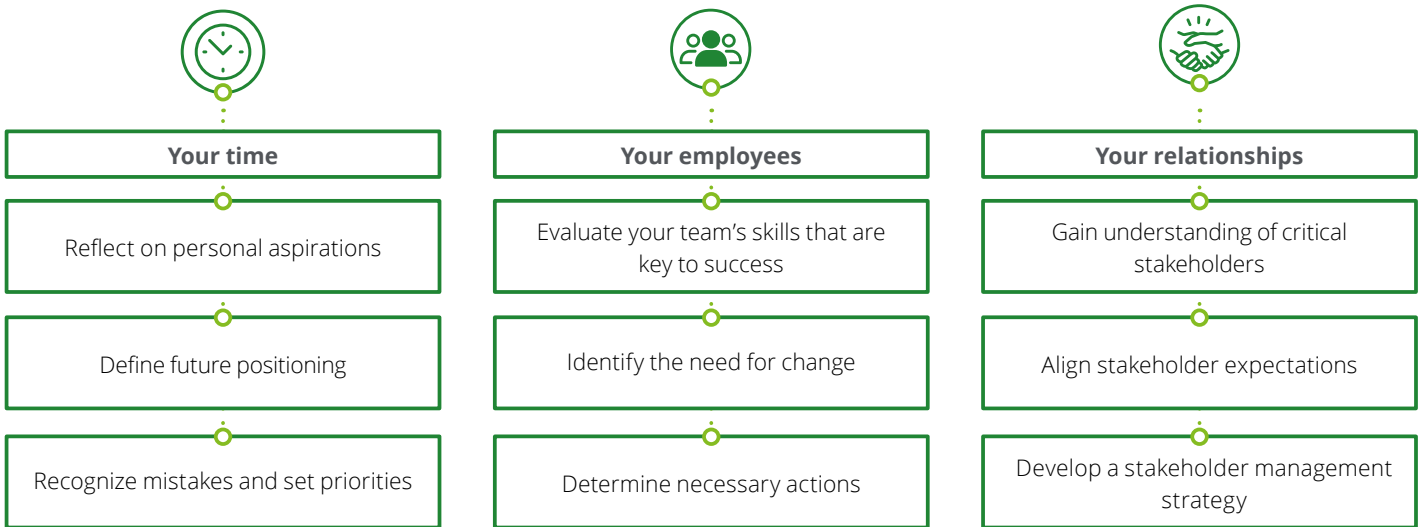 Your time
Reflect on personal aspirations
Define future positioning
Recognize mistakes and set priorities
Your employees
Evaluate your team’s skills that are
key to success
Identify the need for change
Determine necessary actions
Your relationships
Gain understanding of critical
stakeholders
Align stakeholder expectations
Develop a stakeholder management
strategy